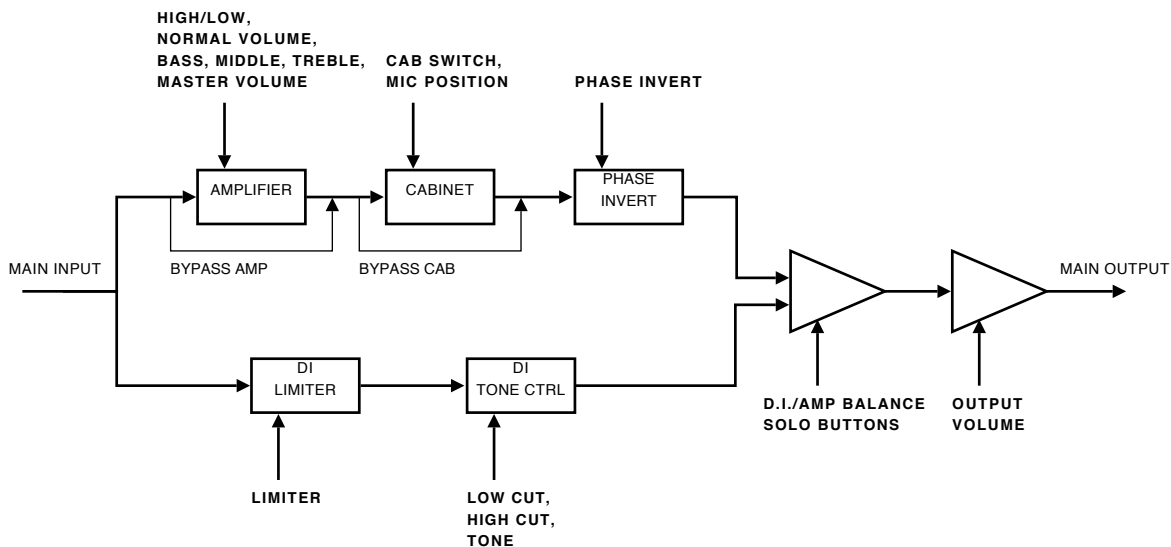 HIGH/LOW,
NORMAL VOLUME,
BASS, MIDDLE, TREBLE,
MASTER VOLUME
CAB SWITCH,
MIC POSITION
PHASE INVERT
AMPLIFIER
CABINET
PHASE
INVERT
BYPASS AMP
BYPASS CAB
MAIN INPUT
MAIN OUTPUT
DI
LIMITER
DI
TONE CTRL
D.I./AMP BALANCE
SOLO BUTTONS
OUTPUT
VOLUME
LIMITER
LOW CUT,
HIGH CUT,
TONE